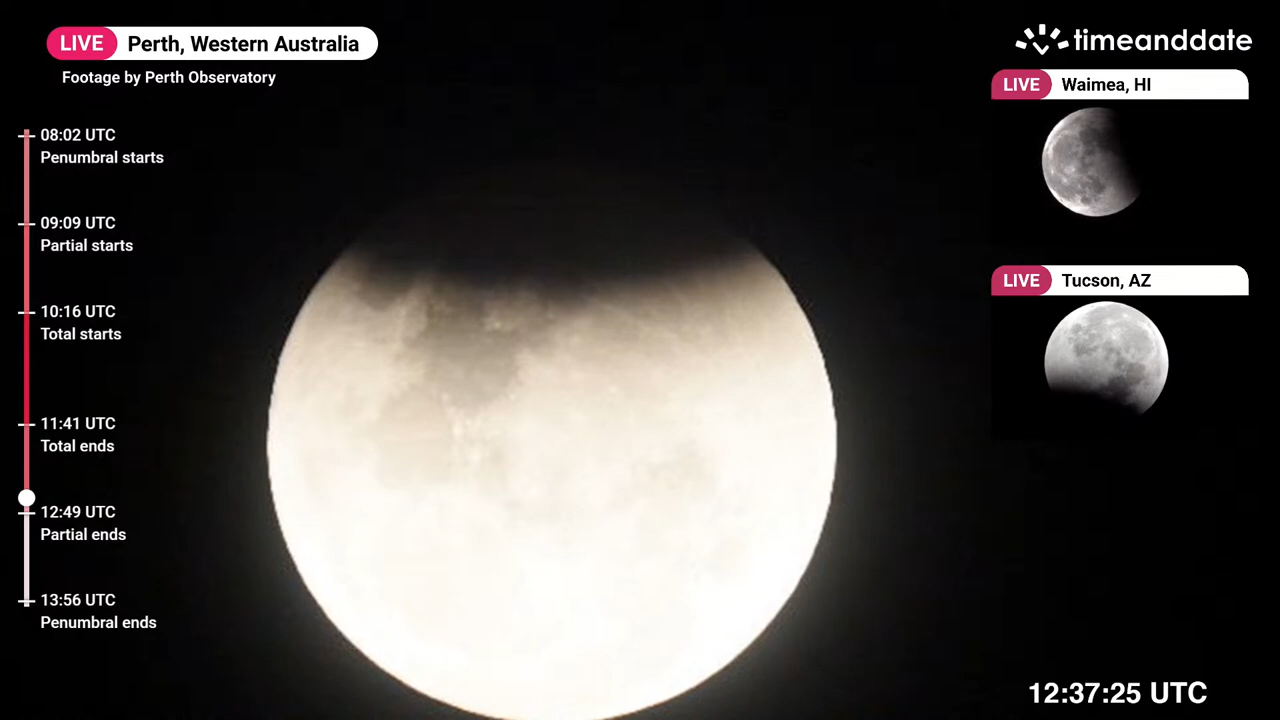 LIVE Perth, Western Australia
Footage by Perth Observatory
timeanddate
LIVE Waimea, HI
LIVE Tucson, AZ
08:02 UTC
Penumbral starts
09:09 UTC
Partial starts
10:16 UTC
Total starts
11:41 UTC
Total ends
12:49 UTC
Partial ends
13:56 UTC
Penumbral ends
12:37:25 UTC